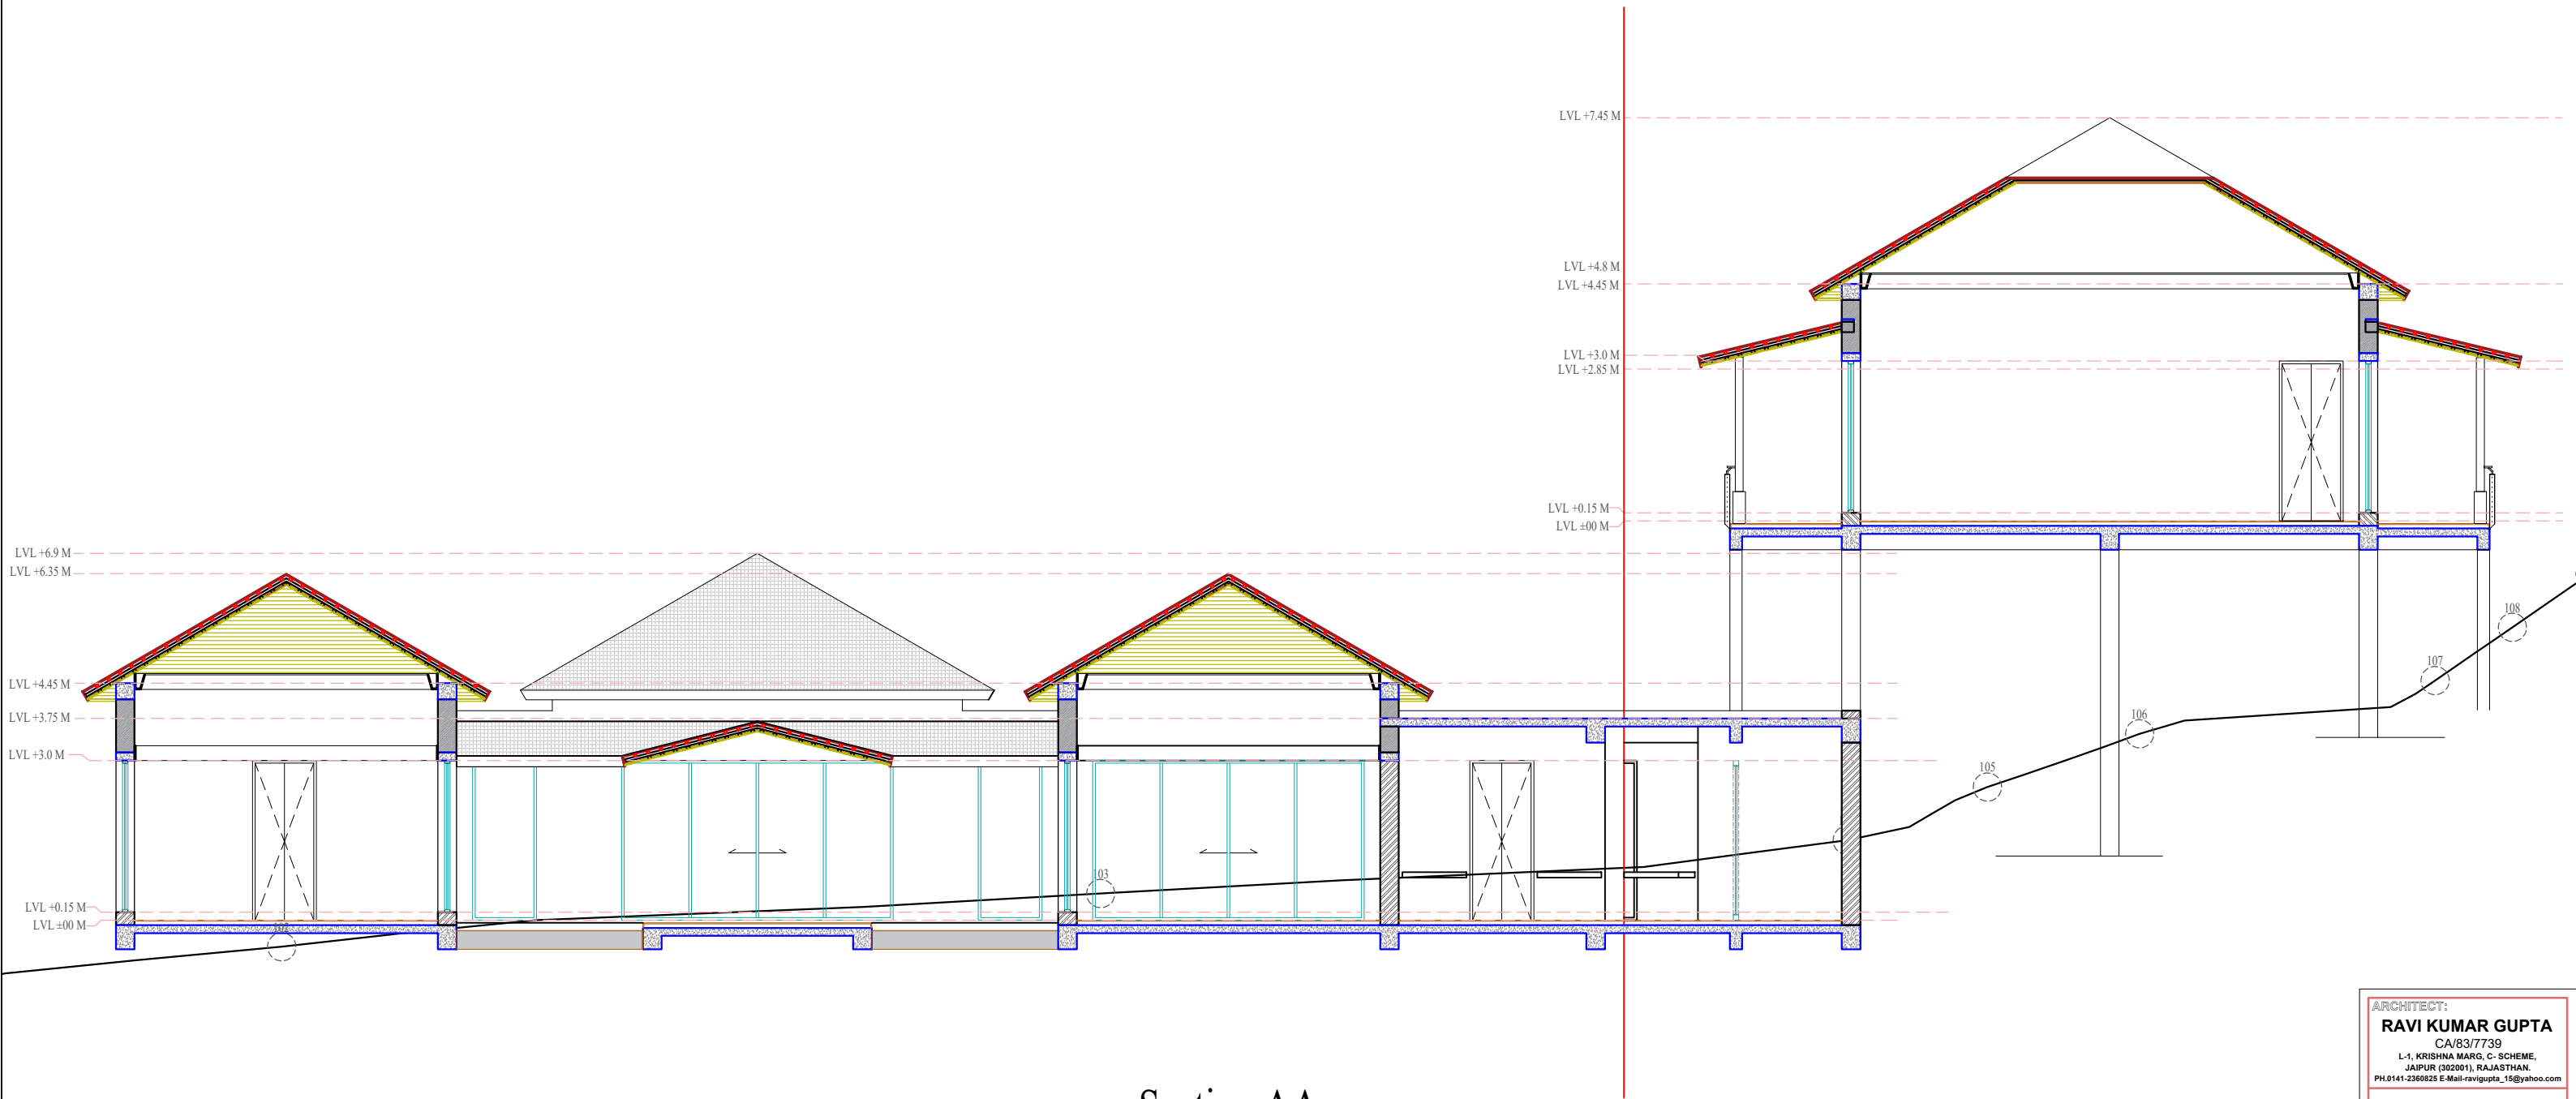 LVL +7.45 M
LVL +4.8 M
LVL +4.45 M
LVL +3.0 M
LVL +2.85 M
LVL +0.15 M
LVL ±00 M
LVL +6.9 M
LVL +6.35 M
LVL +4.45 M
LVL +3.75 M
LVL +3.0 M
LVL +0.15 M
LVL ±00 M
102
103
105
106
107
108
ARCHITECT:
RAVI KUMAR GUPTA
CA/83/7739
L-1, KRISHNA MARG, C- SCHEME,
JAIPUR (302001), RAJASTHAN.
PH.0141-2360825 E-Mail-ravigupta_15@yahoo.com
Section AA